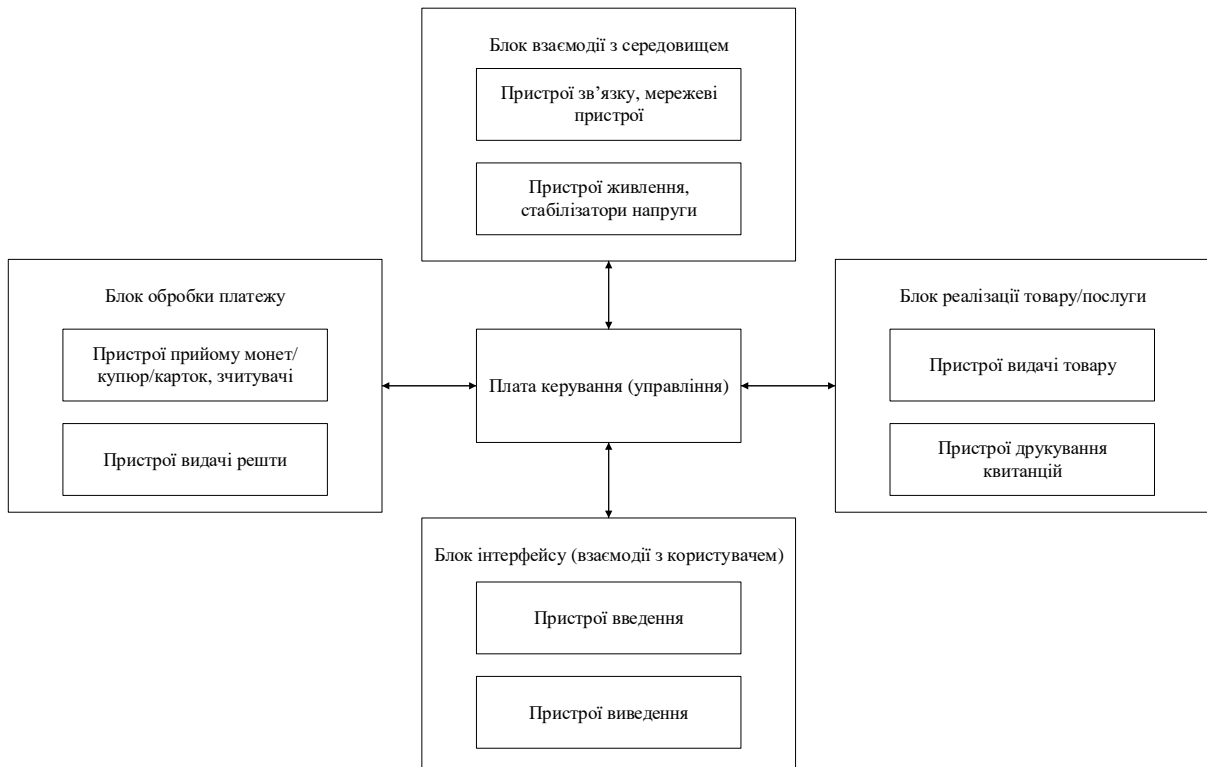 Блок взаємодії з середовищем
Пристрої зв’язку, мережеві
пристрої
Пристрої живлення,
стабілізатори напруги
Блок обробки платежу
Пристрої прийому монет/
купюр/карток, зчитувачі
Пристрої видачі решти
Плата керування (управління)
Блок реалізації товару/послуги
Пристрої видачі товару
Пристрої друкування
квитанцій
Блок інтерфейсу (взаємодії з користувачем)
Пристрої введення
Пристрої виведення